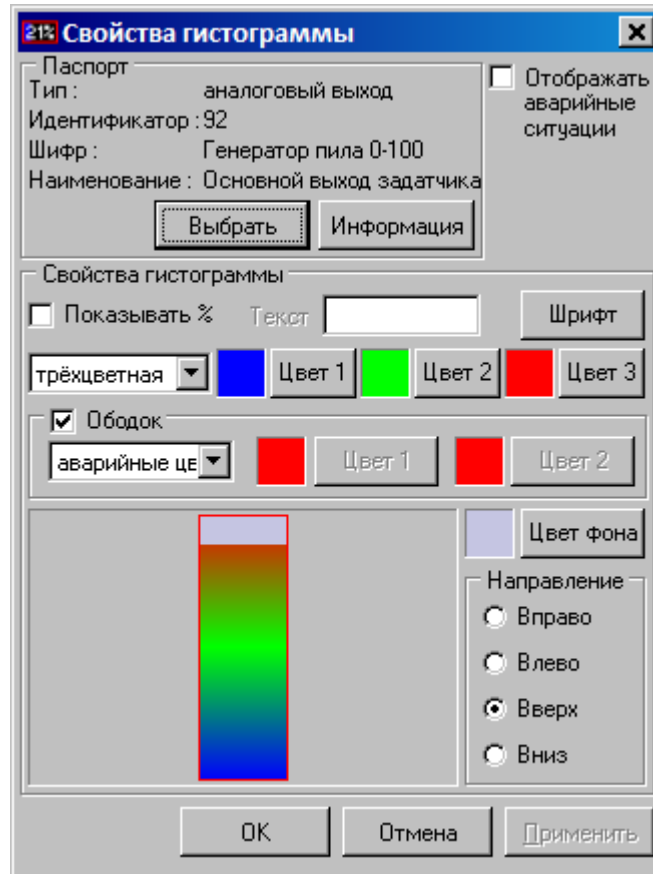 21% Свойства гистограммы
Паспорт
Тип : аналоговый выход
Идентификатор : 92
Шифр : Генератор пила 0-100
Наименование : Основной выход задатчика
Выбрать Информация
Отображать
аварийные
ситуации
Свойства гистограммы
Показывать % Текст Шрифт
трёхцветная Цвет 1 Цвет 2 Цвет 3
Ободок
аварийные це Цвет 1 Цвет 2
Цвет фона
Направление
Вправо
Влево
Вверх
Вниз
OK Отмена Применить